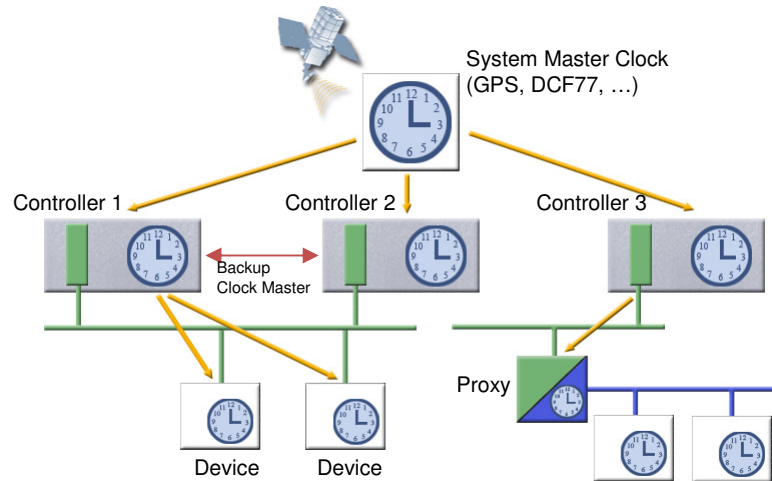 System Master Clock
(GPS, DCF77, …)
Controller 1
Controller 2
Controller 3
Backup
Clock Master
Proxy
Device
Device